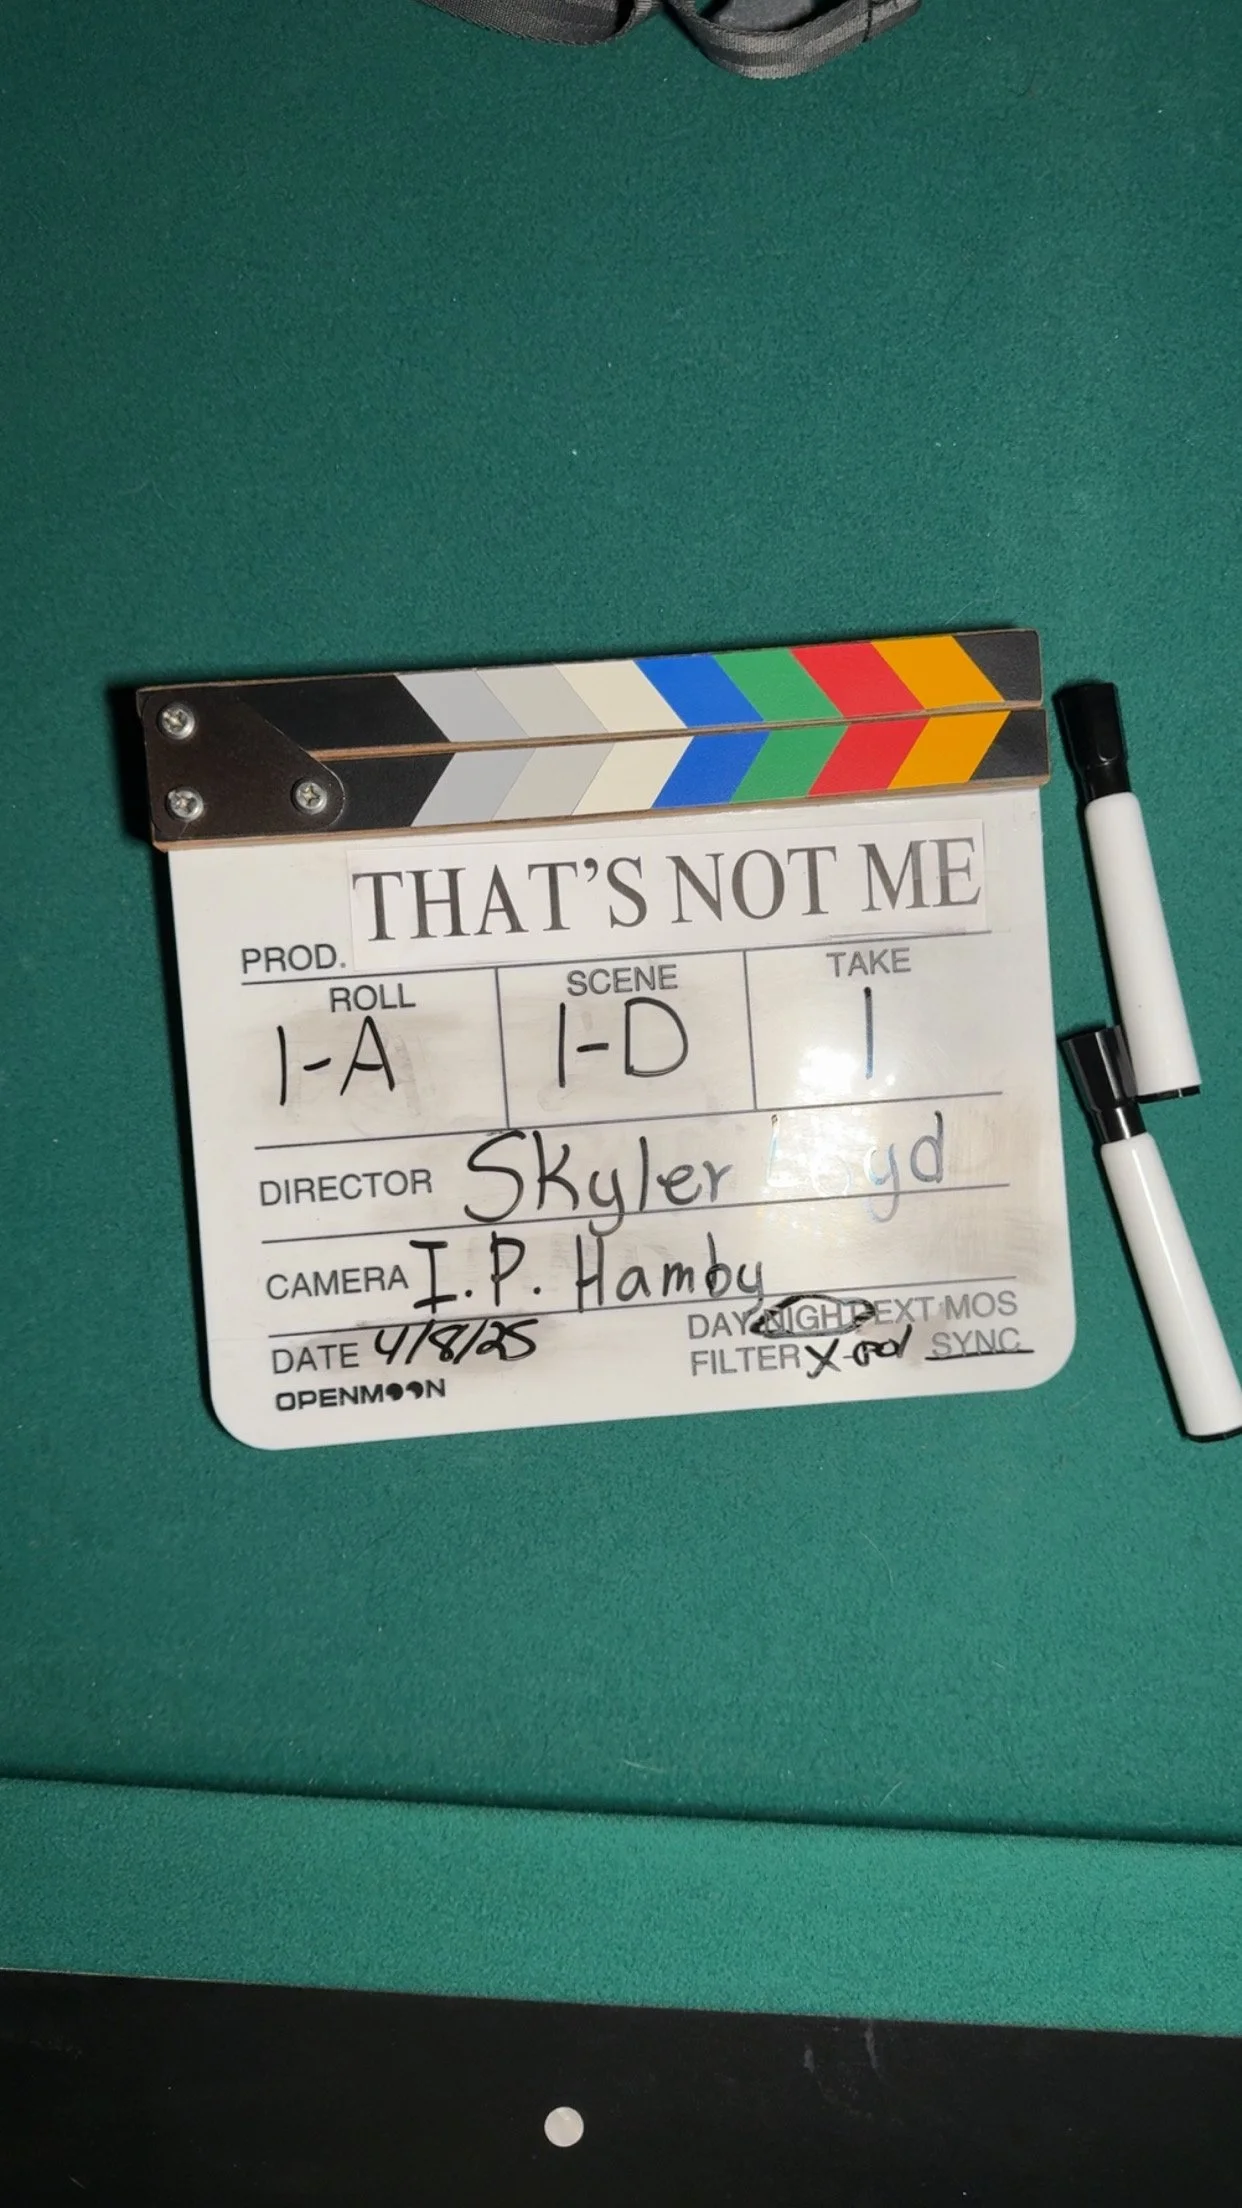 THAT'S NOT ME
PROD.
ROLL SCENE TAKE
1-A 1-D 1
DIRECTOR Skyler
CAMERA I.P. Hamby
DAY NIGHT EXT MOS
DATE 4/8/25
FILTER SYNC
OPENMOON